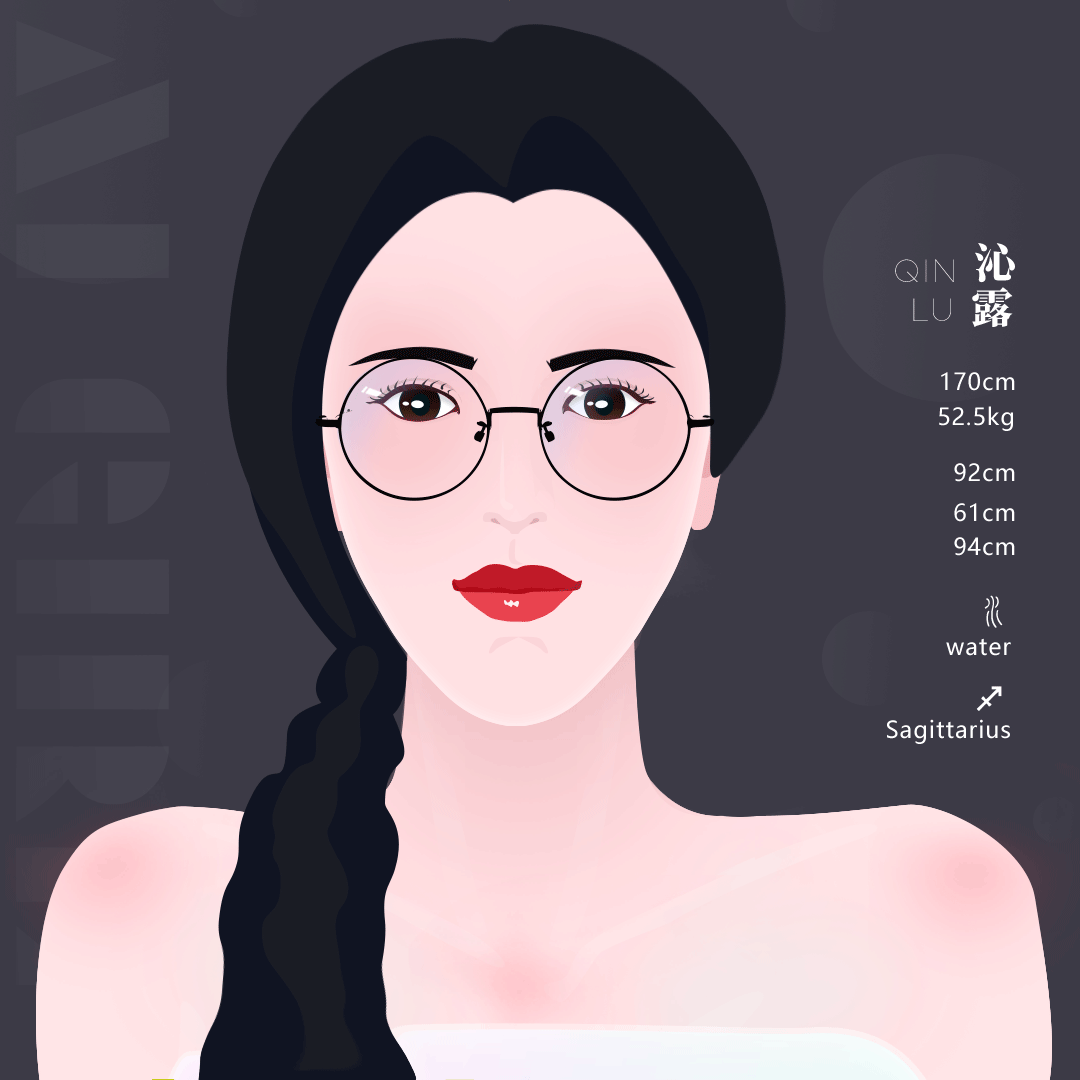 沁露
QIN
LU
170cm
52.5kg
92cm
61cm
94cm
water
Sagittarius